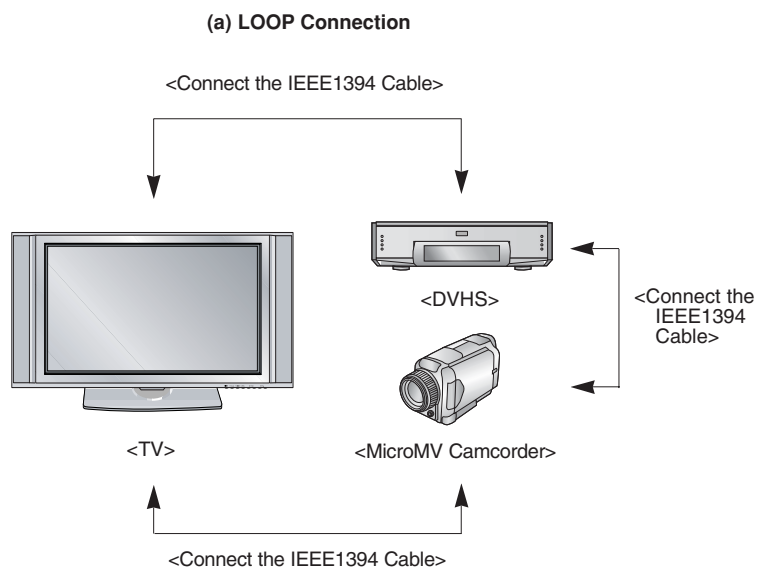 (a) LOOP Connection
<Connect the IEEE1394 Cable>
<DVHS>
<Connect the
IEEE1394
Cable>
<TV>
<MicroMV Camcorder>
<Connect the IEEE1394 Cable>